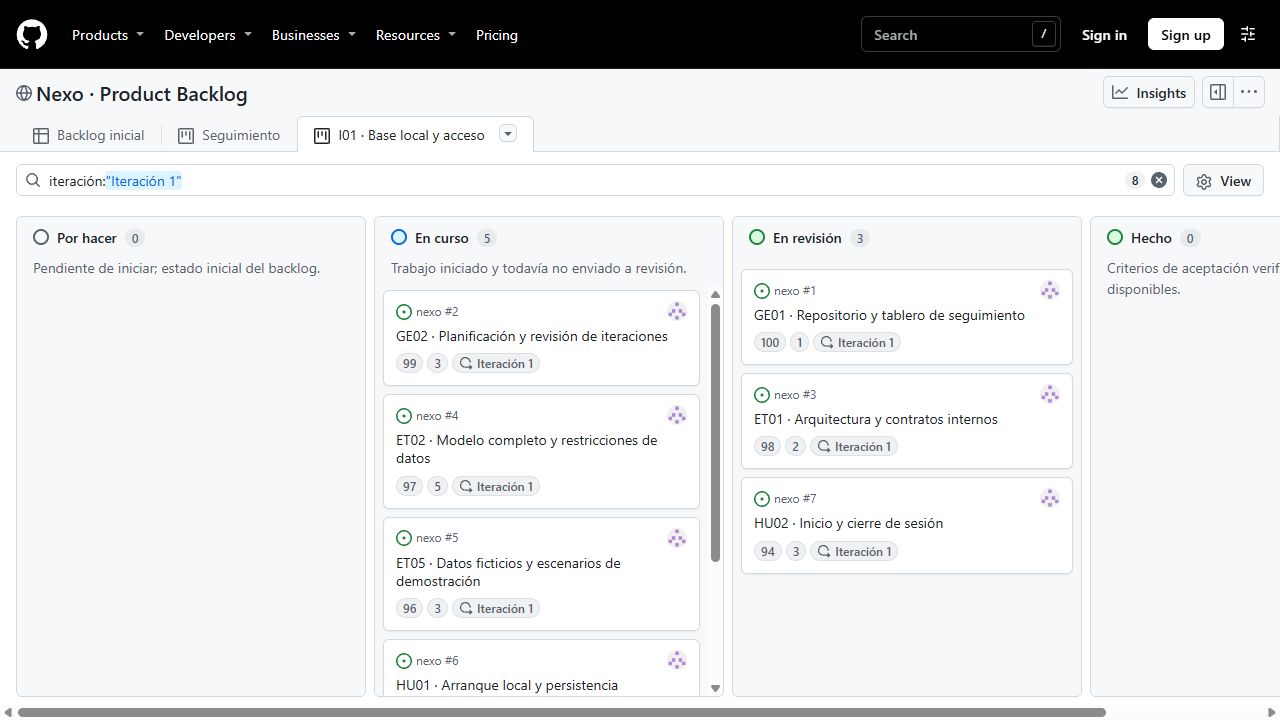 Products
Developers
Businesses
Resources
Pricing
Search
/
Sign in
Sign up
Nexo · Product Backlog
Insights
Backlog inicial
Seguimiento
I01 · Base local y acceso
iteración:"Iteración 1"
8
View
Por hacer 0
Pendiente de iniciar; estado inicial del backlog.
En curso 5
Trabajo iniciado y todavía no enviado a revisión.
nexo #2
GE02 · Planificación y revisión de iteraciones
99 3 Iteración 1
nexo #4
ET02 · Modelo completo y restricciones de
datos
97 5 Iteración 1
nexo #5
ET05 · Datos ficticios y escenarios de
demostración
96 3 Iteración 1
nexo #6
HU01 · Arranque local y persistencia
En revisión 3
nexo #1
GE01 · Repositorio y tablero de seguimiento
100 1 Iteración 1
nexo #3
ET01 · Arquitectura y contratos internos
98 2 Iteración 1
nexo #7
HU02 · Inicio y cierre de sesión
94 3 Iteración 1
Hecho 0
Criterios de aceptación verif
disponibles.